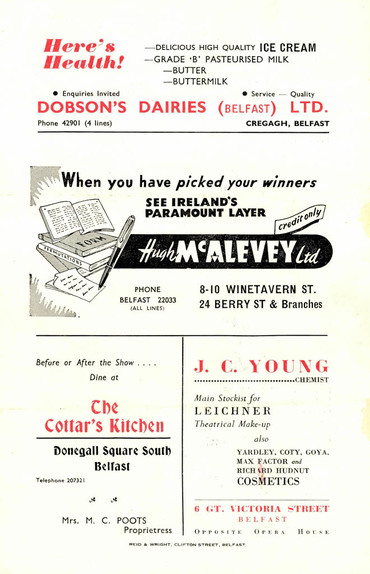 Here's
Health!
—DELICIOUS HIGH QUALITY ICE CREAM
—GRADE 'B' PASTEURISED MILK
—BUTTER
—BUTTERMILK
● Enquiries Invited
● Service — Quality
DOBSON'S DAIRIES (BELFAST) LTD.
Phone 42901 (4 lines)
CREGAGH, BELFAST
When you have picked your winners
SEE IRELAND'S
PARAMOUNT LAYER
credit only
FORM
PERMUTATIONS
Hugh McALEVEY Ltd
PHONE
BELFAST 22033
(ALL LINES)
8-10 WINETAVERN ST.
24 BERRY ST & Branches
Before or After the Show . . . .
Dine at
The
Cottar's Kitchen
Donegall Square South
Belfast
Telephone 207321
Mrs. M. C. POOTS
Proprietress
J. C. YOUNG
CHEMIST
Main Stockist for
LEICHNER
Theatrical Make-up
also
YARDLEY, COTY, GOYA,
MAX FACTOR and
RICHARD HUDNUT
COSMETICS
6 GT. VICTORIA STREET
BELFAST
OPPOSITE OPERA HOUSE
REID & WRIGHT, CLIFTON STREET, BELFAST